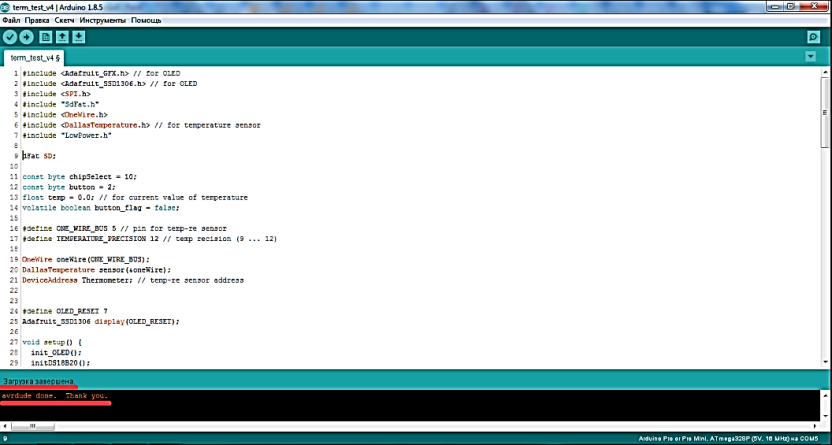 term_test_v4 | Arduino 1.8.5
Файл Правка Скетч Инструменты Помощь
term_test_v4 §
1 #include <Adafruit_GFX.h> // for OLED
2 #include <Adafruit_SSD1306.h> // for OLED
3 #include <SPI.h>
4 #include "SdFat.h"
5 #include <OneWire.h>
6 #include <DallasTemperature.h> // for temperature sensor
7 #include "LowPower.h"
8
9 dFat SD;
10
11 const byte chipSelect = 10;
12 const byte button = 2;
13 float temp = 0.0; // for current value of temperature
14 volatile boolean button_flag = false;
15
16 #define ONE_WIRE_BUS 5 // pin for temp-re sensor
17 #define TEMPERATURE_PRECISION 12 // temp recision (9 ... 12)
18
19 OneWire oneWire(ONE_WIRE_BUS);
20 DallasTemperature sensor(&oneWire);
21 DeviceAddress Thermometer; // temp-re sensor address
22
23
24 #define OLED_RESET 7
25 Adafruit_SSD1306 display(OLED_RESET);
26
27 void setup() {
28 init_OLED();
29 initDS18B20();
Загрузка завершена.
avrdude done. Thank you.
9 Arduino Pro or Pro Mini, ATmega328P (5V, 16 MHz) на COM5